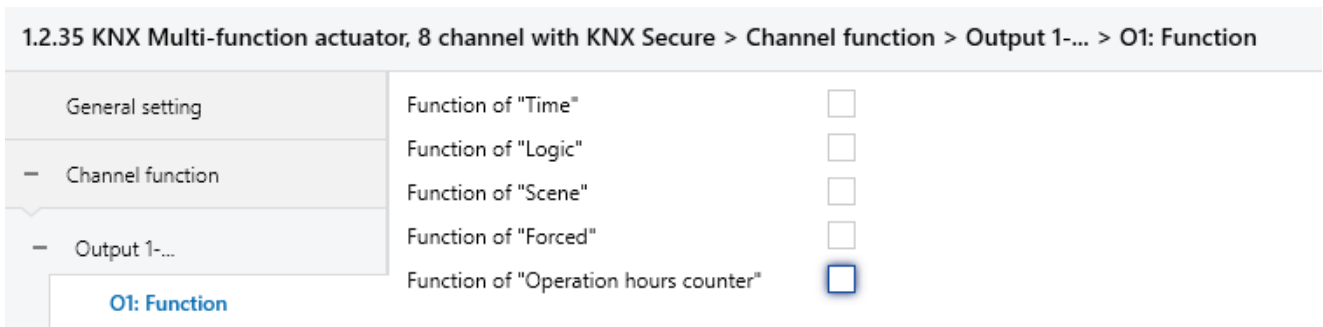 1.2.35 KNX Multi-function actuator, 8 channel with KNX Secure > Channel function > Output 1-... > O1: Function
General setting
Channel function
Output 1-...
O1: Function
Function of "Time"
Function of "Logic"
Function of "Scene"
Function of "Forced"
Function of "Operation hours counter"